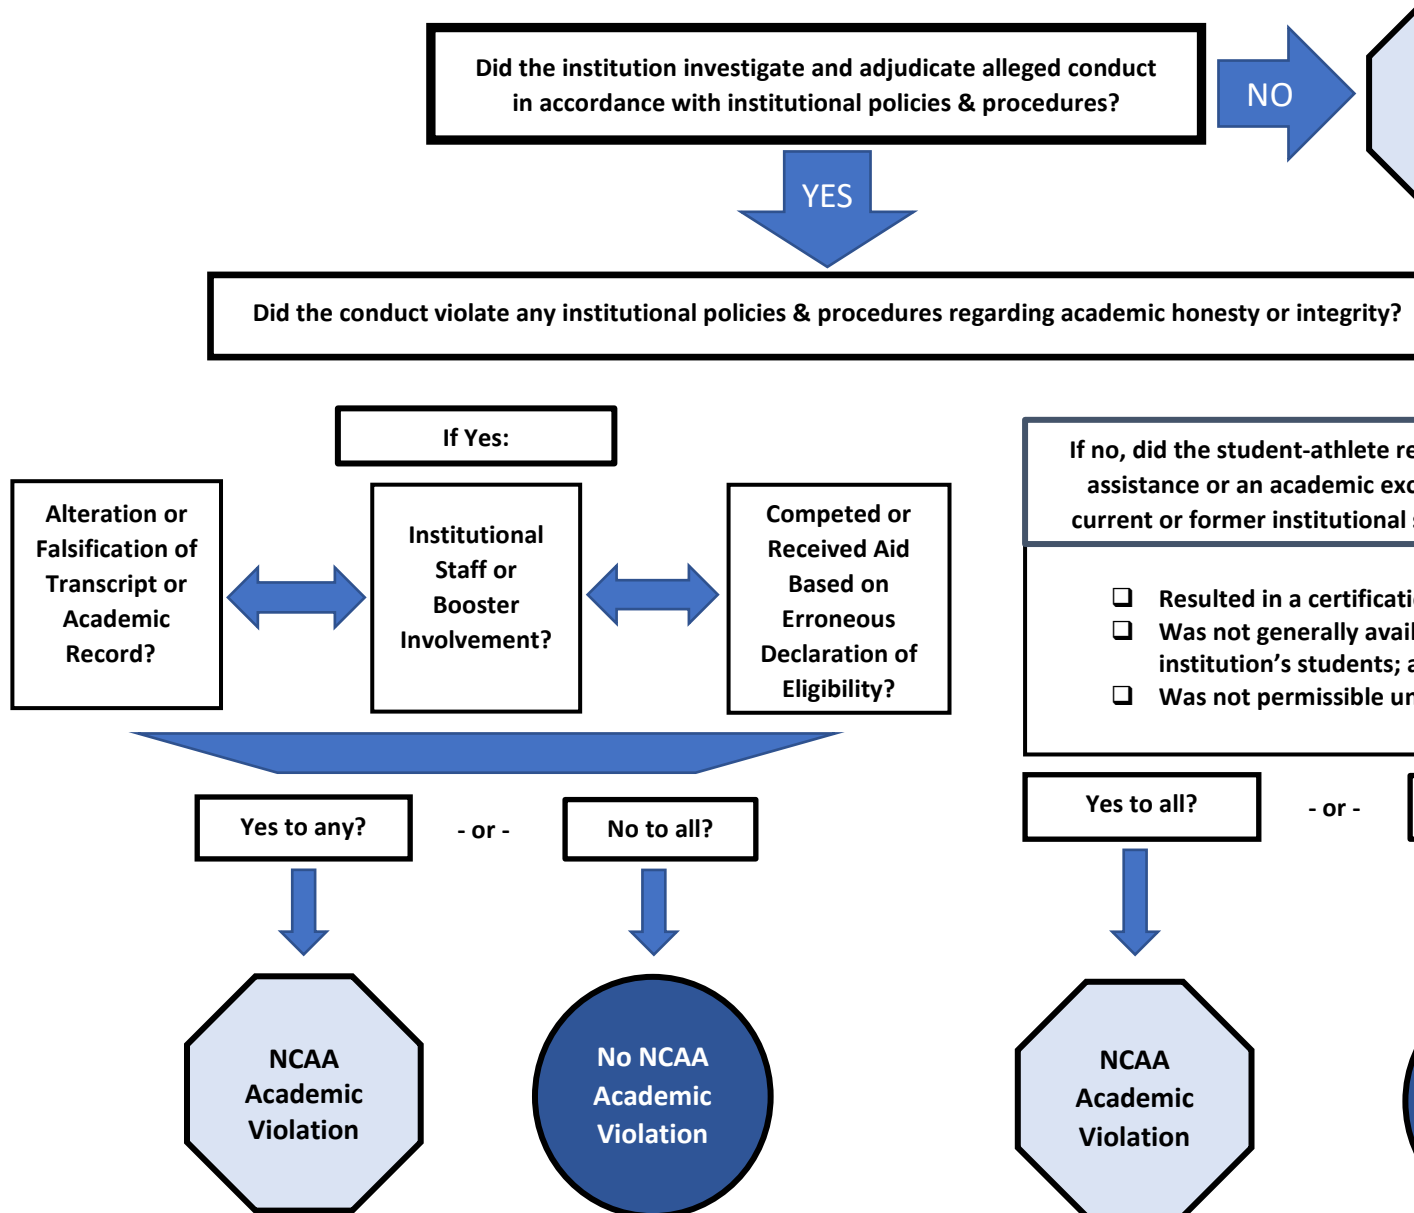 Did the institution investigate and adjudicate alleged conduct
in accordance with institutional policies & procedures?
NO
YES
Did the conduct violate any institutional policies & procedures regarding academic honesty or integrity?
If Yes:
Alteration or
Falsification of
Transcript or
Academic
Record?
Institutional
Staff or
Booster
Involvement?
Competed or
Received Aid
Based on
Erroneous
Declaration of
Eligibility?
If no, did the student-athlete
assistance or an academic
current or former institutional
❑ Resulted in a
❑ Was not generally
institution's students;
❑ Was not permissible
Yes to any?
- or -
No to all?
Yes to all?
- or -
NCAA
Academic
Violation
No NCAA
Academic
Violation
NCAA
Academic
Violation